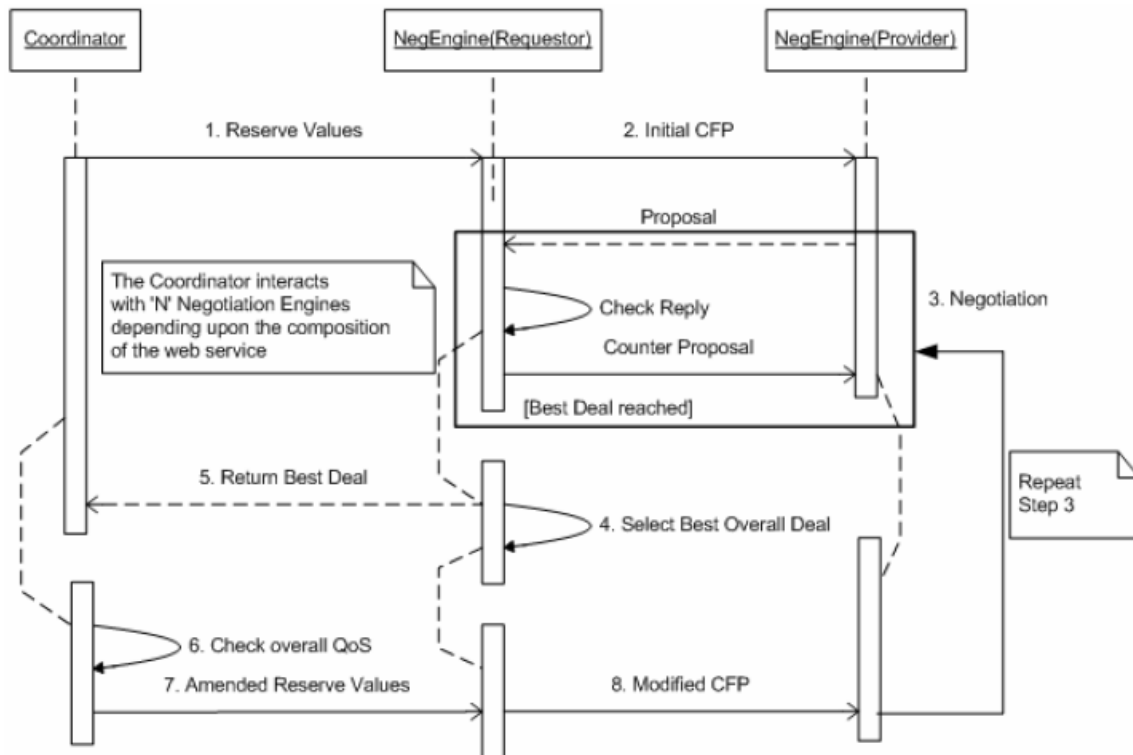 Coordinator
NegEngine(Requestor)
NegEngine(Provider)
1. Reserve Values
2. Initial CFP
Proposal
The Coordinator interacts
with 'N' Negotiation Engines
depending upon the composition
of the web service
Check Reply
3. Negotiation
Counter Proposal
[Best Deal reached]
5. Return Best Deal
Repeat
Step 3
4. Select Best Overall Deal
6. Check overall QoS
7. Amended Reserve Values
8. Modified CFP